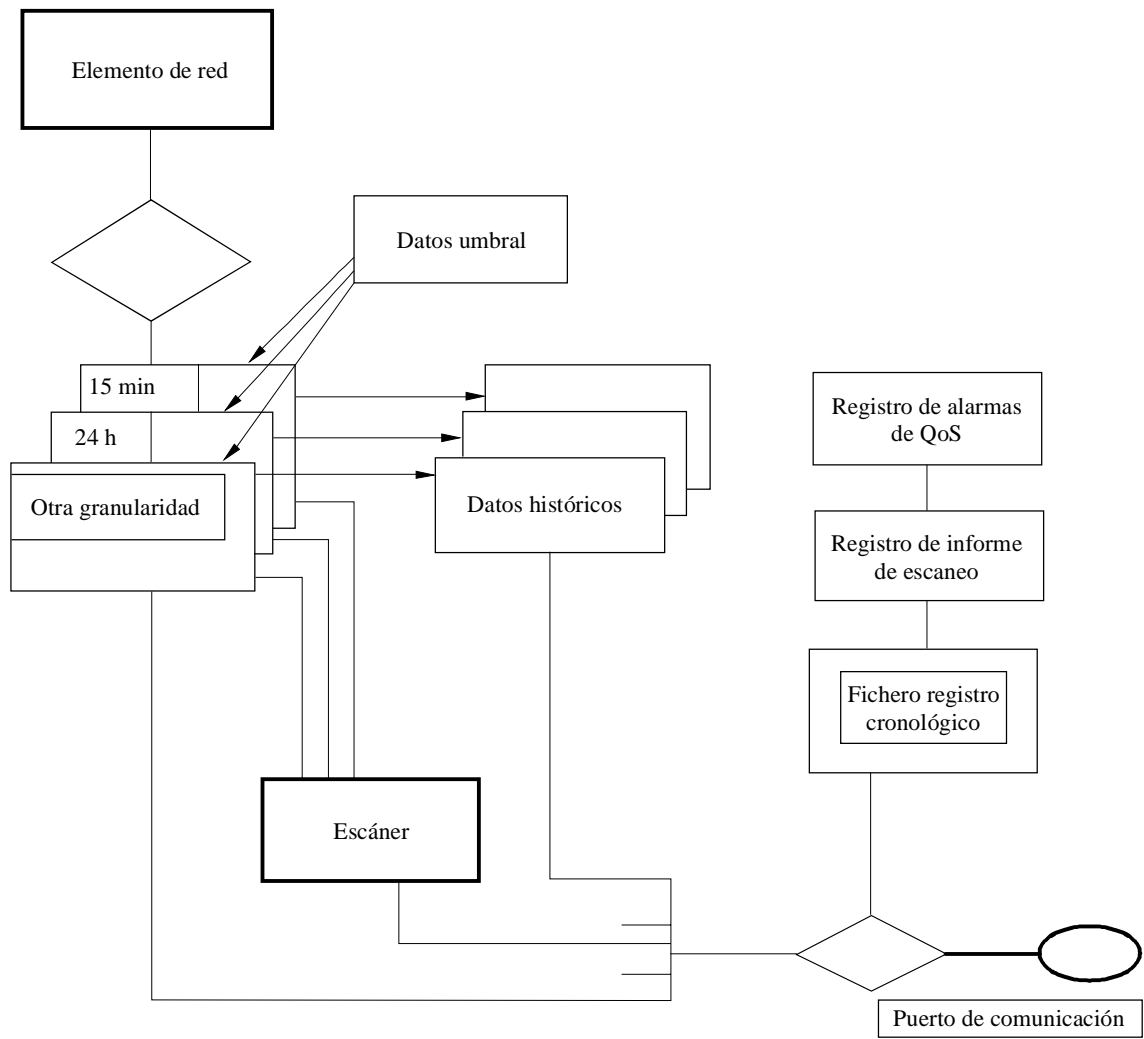 Elemento de red
Datos umbral
15 min
24 h
Otra granularidad
Datos históricos
Registro de alarmas
de QoS
Registro de informe
de escaneo
Fichero registro
cronológico
Escáner
Puerto de comunicación